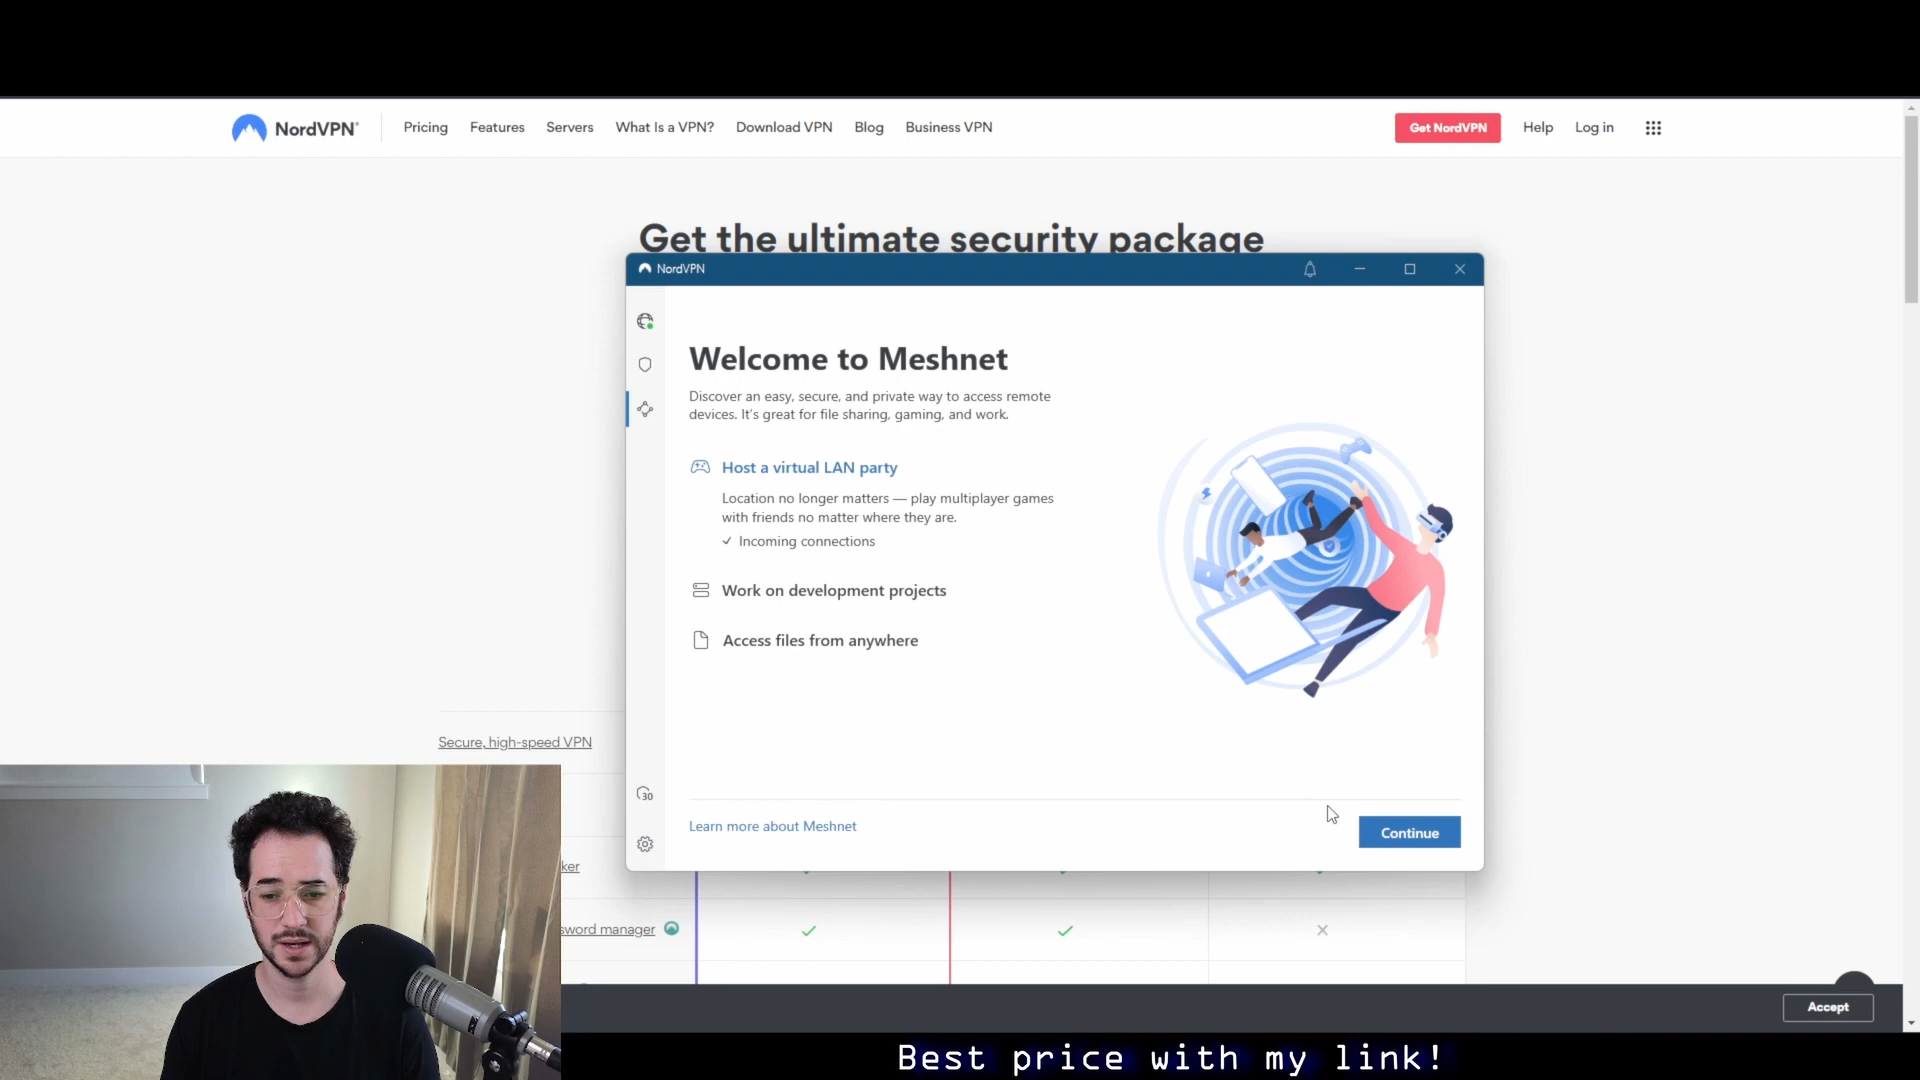 NordVPN®
Pricing
Features
Servers
What Is a VPN?
Download VPN
Blog
Business VPN
Get NordVPN
Help
Log in
Get the ultimate security package
NordVPN
Welcome to Meshnet
Discover an easy, secure, and private way to access remote
devices. It's great for file sharing, gaming, and work.
Host a virtual LAN party
Location no longer matters — play multiplayer games
with friends no matter where they are.
Incoming connections
Work on development projects
Access files from anywhere
30
Learn more about Meshnet
Continue
Secure, high-speed VPN
ker
sword manager
Accept
Best price with my link!